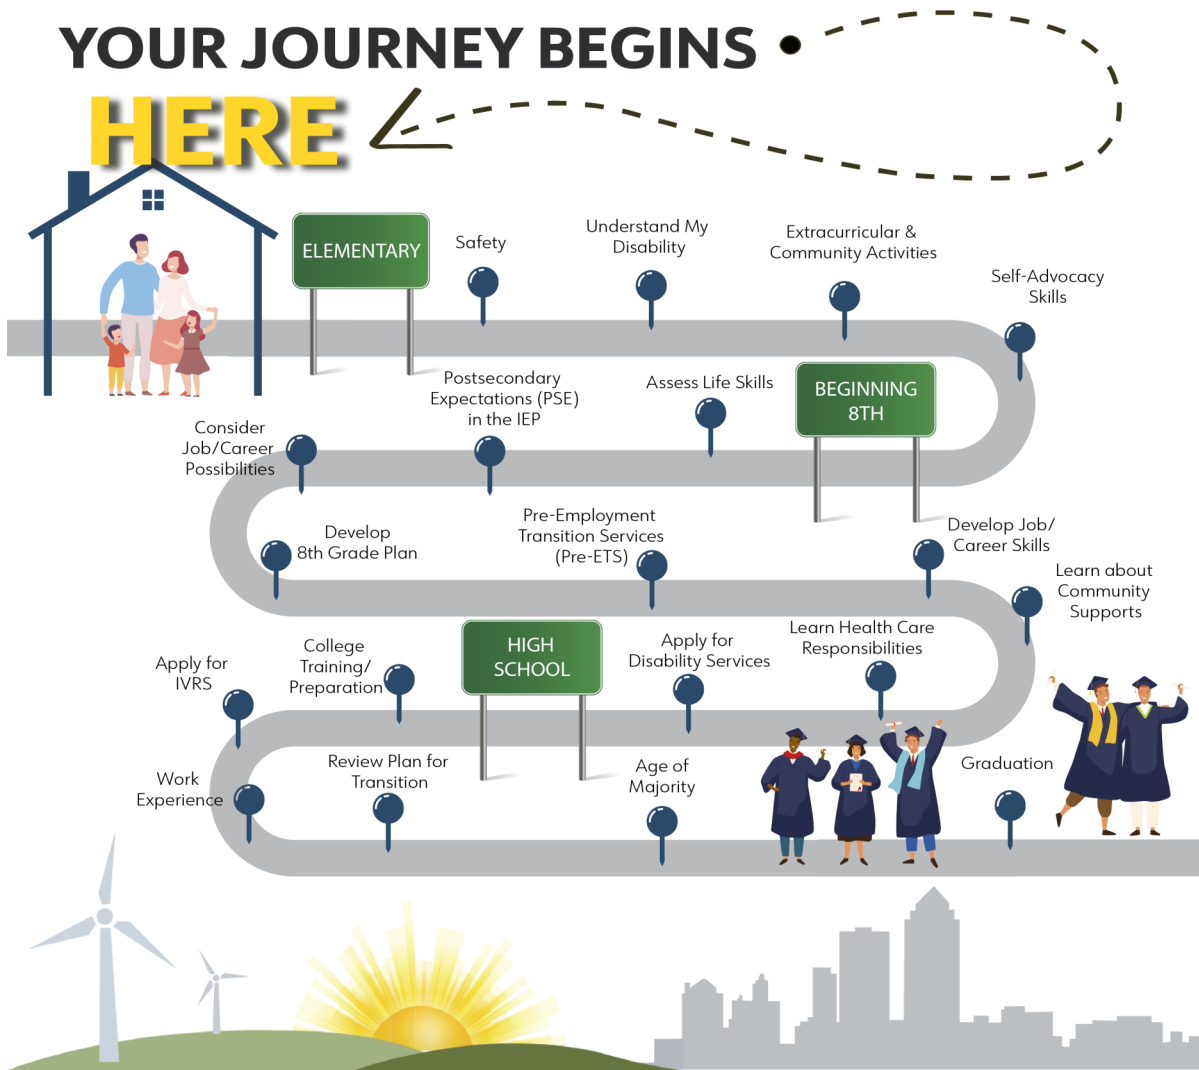 YOUR JOURNEY BEGINS
HERE
ELEMENTARY
Safety
Understand My
Disability
Extracurricular &
Community Activities
Self-Advocacy
Skills
BEGINNING
8TH
Assess Life Skills
Postsecondary
Expectations (PSE)
in the IEP
Consider
Job/Career
Possibilities
Develop
8th Grade Plan
Pre-Employment
Transition Services
(Pre-ETS)
Develop Job/
Career Skills
Learn about
Community
Supports
Learn Health Care
Responsibilities
Apply for
Disability Services
HIGH
SCHOOL
College
Training/
Preparation
Apply for
IVRS
Work
Experience
Review Plan for
Transition
Age of
Majority
Graduation